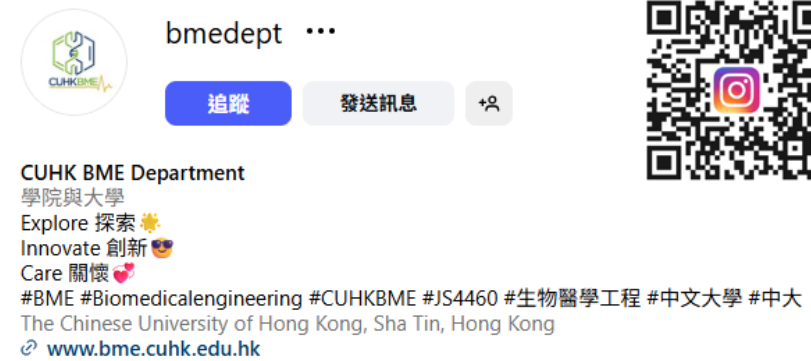 CUHKBME
bmedept
追蹤
發送訊息
CUHK BME Department
學院與大學
Explore 探索🌟
Innovate 創新😎
Care 關懷💞
#BME #Biomedicalengineering #CUHKBME #JS4460 #生物醫學工程 #中文大學 #中大
The Chinese University of Hong Kong, Sha Tin, Hong Kong
www.bme.cuhk.edu.hk